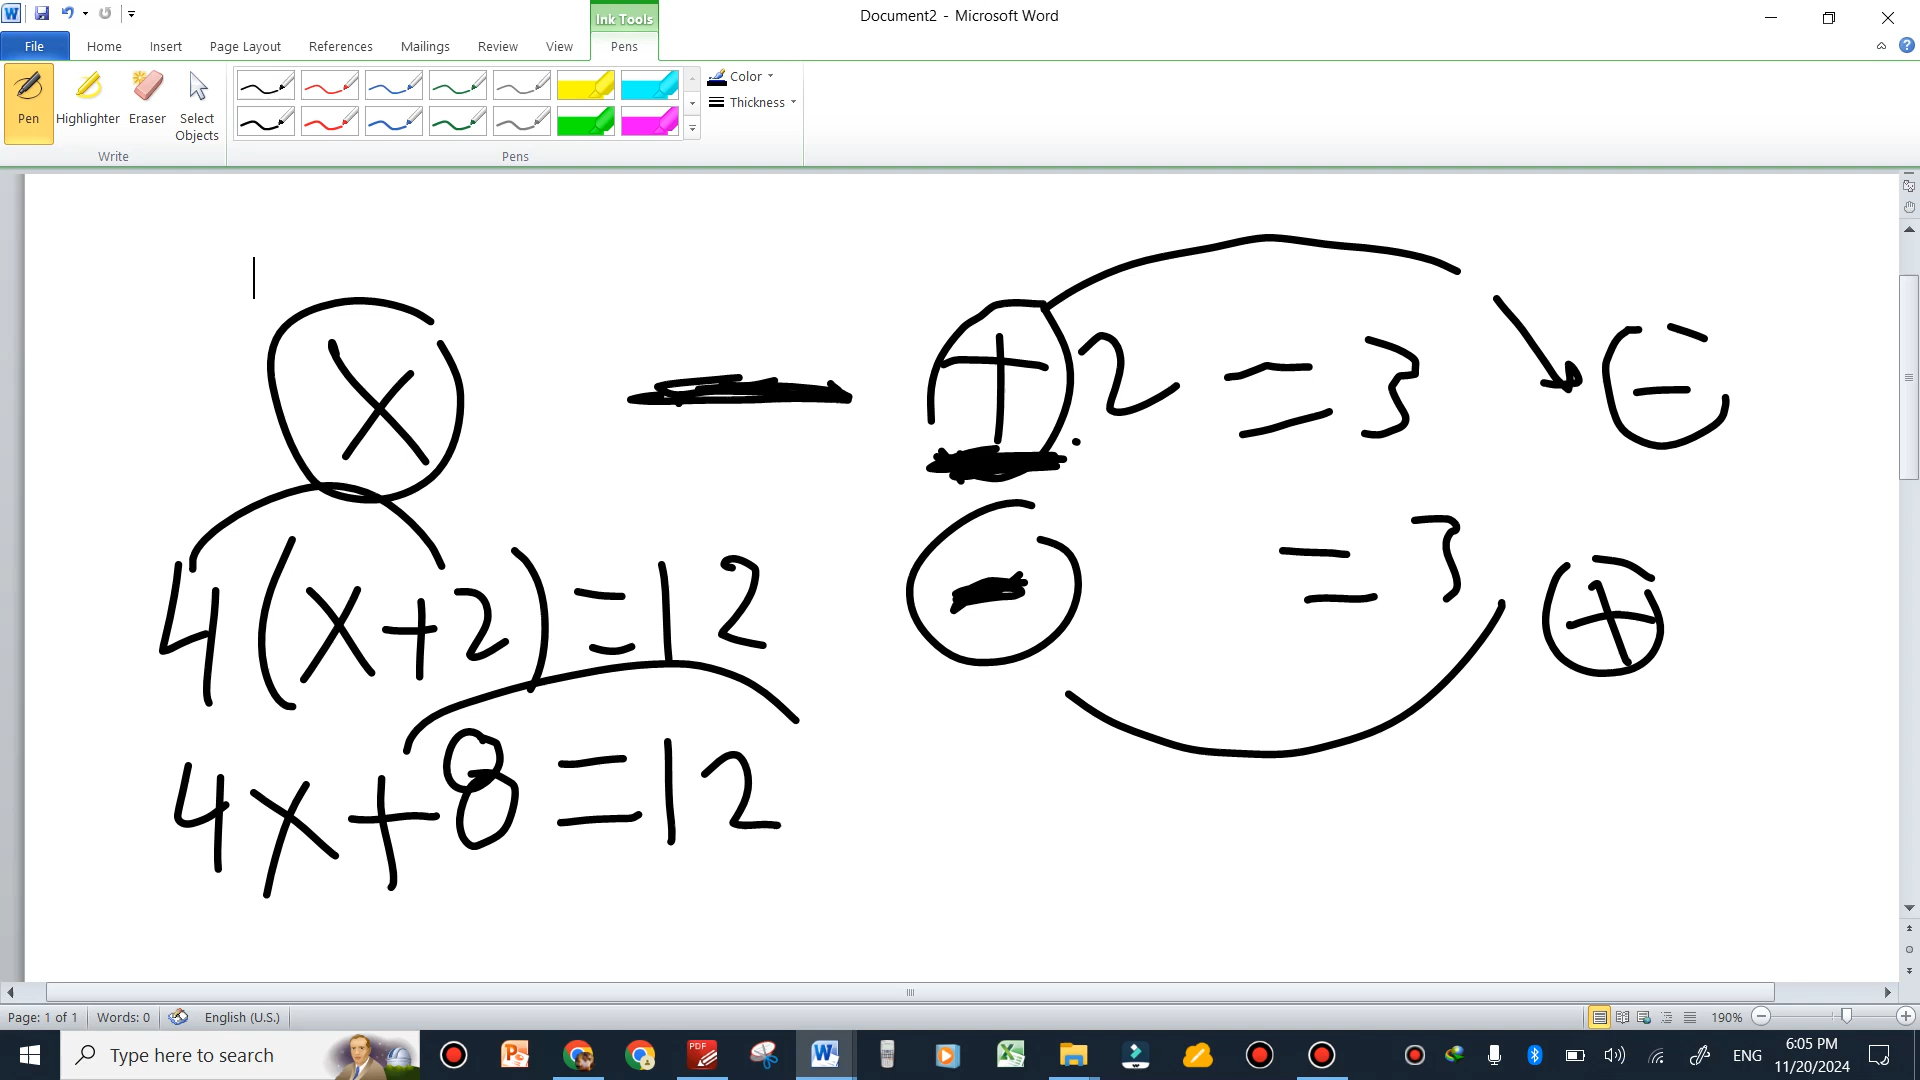 Document2 - Microsoft Word
Ink Tools
File Home Insert Page Layout References Mailings Review View Pens
Pen Highlighter Eraser Select Objects
Color
Thickness
Write Pens
x + 2 = 3 -
- = 3 +
4(x+2) = 12
4x+8 = 12
Page: 1 of 1 Words: 0 English (U.S.) 190%
Type here to search
PDF
ENG
6:05 PM
11/20/2024